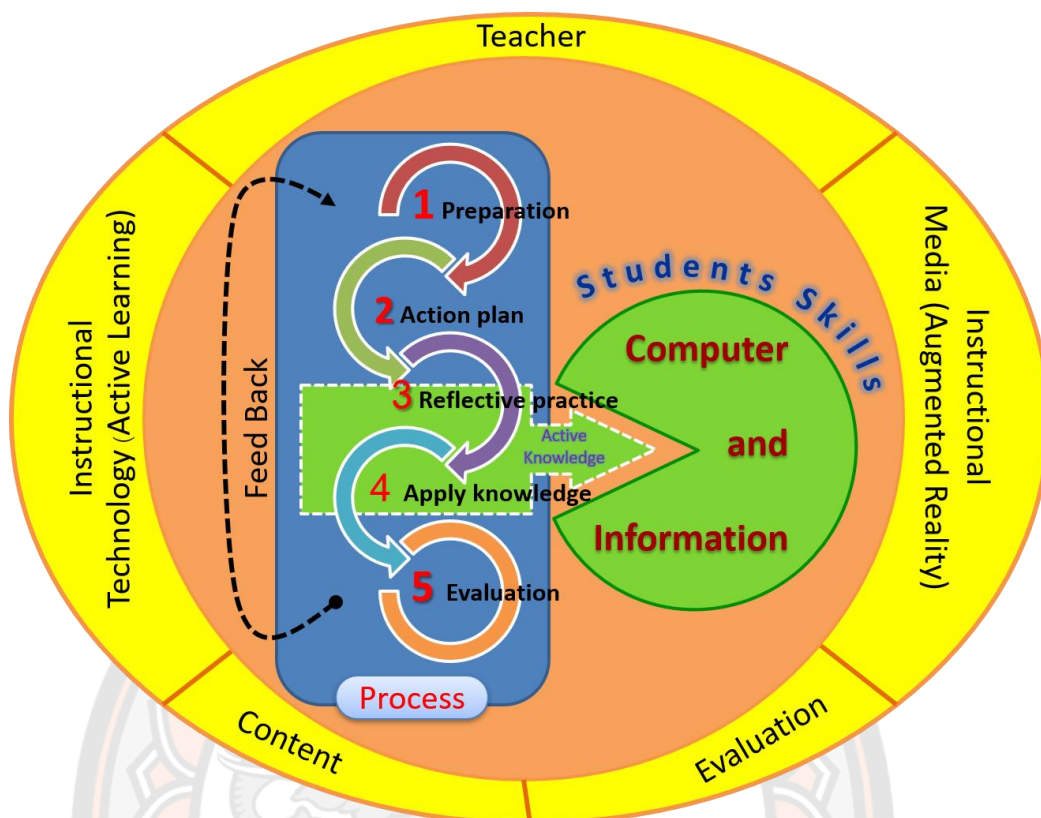 Teacher
Instructional
Technology (Active Learning)
Feed Back
1 Preparation
2 Action plan
3 Reflective practice
4 Apply knowledge
5 Evaluation
Process
Active
Knowledge
Students Skills
Computer
and
Information
Instructional
Media (Augmented Reality)
Content
Evaluation